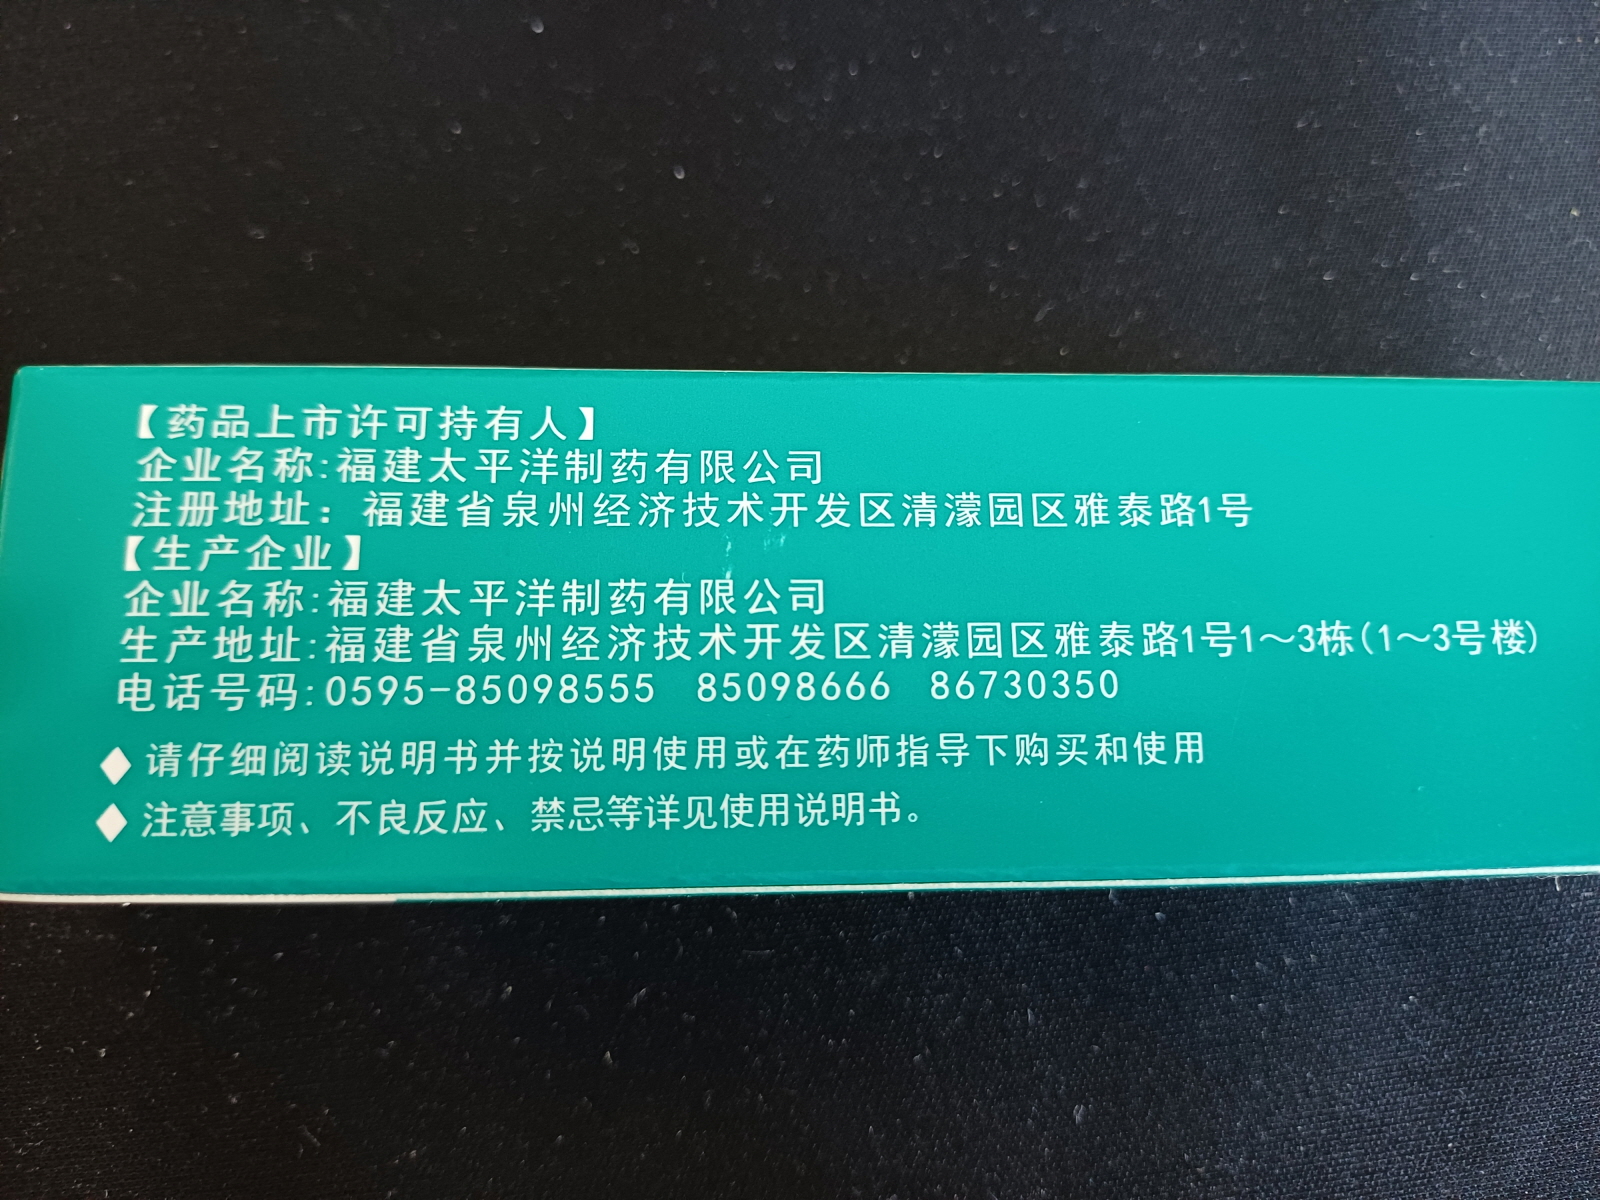 【药品上市许可持有人】
企业名称:福建太平洋制药有限公司
注册地址：福建省泉州经济技术开发区清濛园区雅泰路1号
【生产企业】
企业名称:福建太平洋制药有限公司
生产地址:福建省泉州经济技术开发区清濛园区雅泰路1号1～3栋(1～3号楼)
电话号码:0595-85098555 85098666 86730350
◆请仔细阅读说明书并按说明使用或在药师指导下购买和使用
◆注意事项、不良反应、禁忌等详见使用说明书。